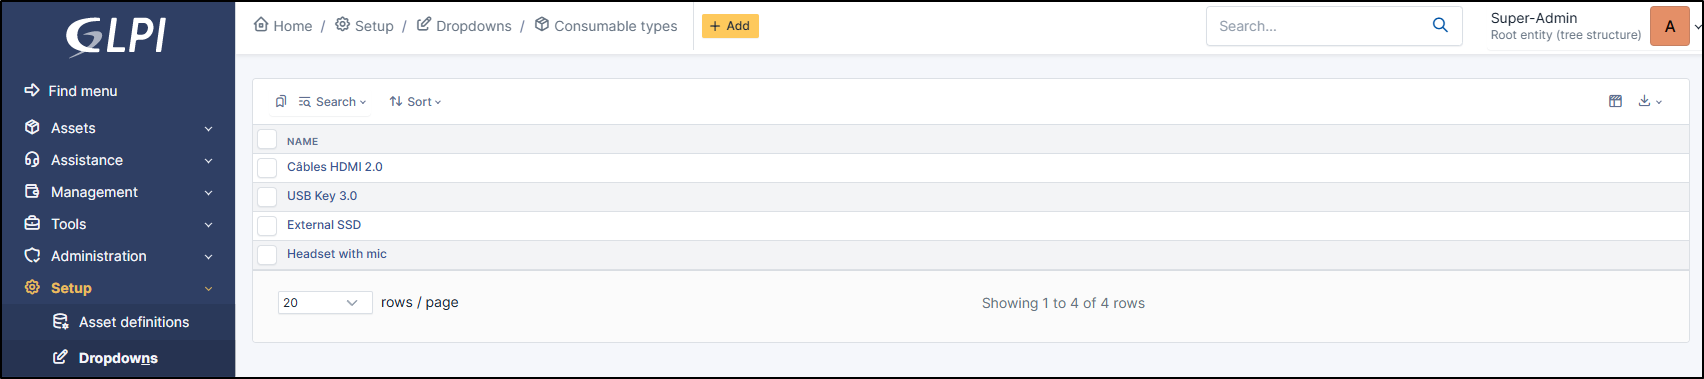 GLPI
Home / Setup / Dropdowns / Consumable types
+ Add
Search...
Super-Admin
Root entity (tree structure)
A
Find menu
Assets
Assistance
Management
Tools
Administration
Setup
Asset definitions
Dropdowns
Search
Sort
NAME
Câbles HDMI 2.0
USB Key 3.0
External SSD
Headset with mic
20 rows / page
Showing 1 to 4 of 4 rows